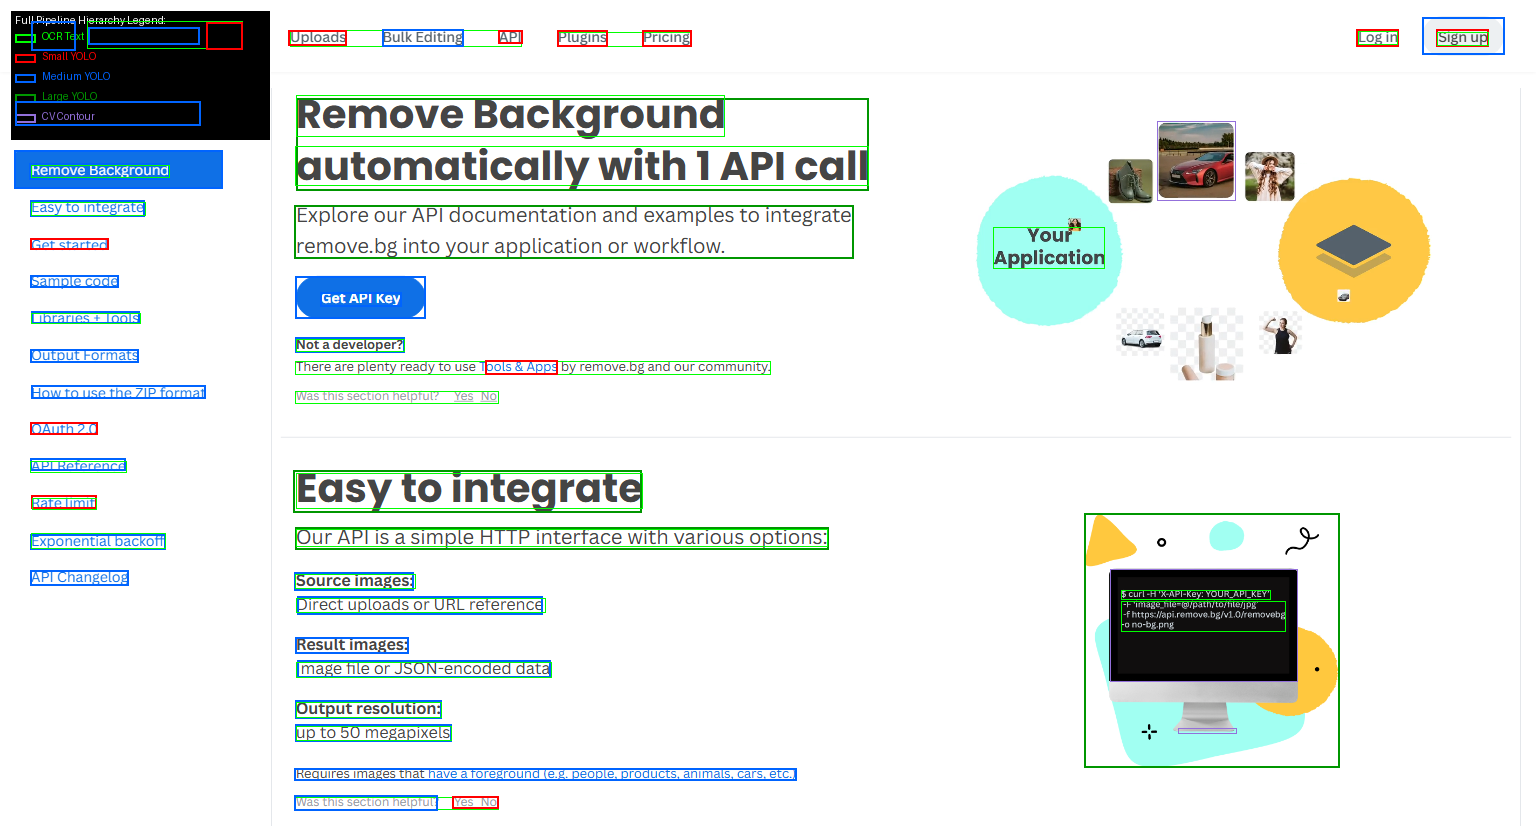 Full Pipeline Hierarchy Legend:
OCR Text
Small YOLO
Medium YOLO
Large YOLO
CV Contour
Uploads
Bulk Editing
API
Plugins
Pricing
Log in
Sign up
Remove Background
Easy to integrate
Get started
Sample code
Libraries + Tools
Output Formats
How to use the ZIP format
OAuth 2.0
API Reference
Rate limit
Exponential backoff
API Changelog
Remove Background
automatically with 1 API call
Explore our API documentation and examples to integrate
remove.bg into your application or workflow.
Get API Key
Not a developer?
There are plenty ready to use Tools & Apps by remove.bg and our community.
Was this section helpful? Yes No
Your
Application
Easy to integrate
Our API is a simple HTTP interface with various options:
Source images:
Direct uploads or URL reference
Result images:
Image file or JSON-encoded data
Output resolution:
up to 50 megapixels
Requires images that have a foreground (e.g. people, products, animals, cars, etc.)
Was this section helpful? Yes No
$ curl -H 'X-API-Key: YOUR_API_KEY'
-F 'image_file=@/path/to/file/jpg'
-f https://api.remove.bg/v1.0/removebg
-o no-bg.png